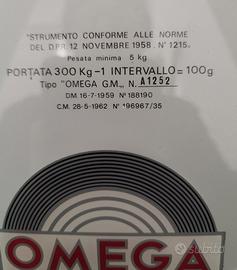 "STRUMENTO CONFORME ALLE NORME
DEL D.P.R. 12 NOVEMBRE 1958. N° 1215»
Pesata minima 5 kg
PORTATA 300 Kg-1 INTERVALLO = 100g
Tipo "OMEGA G.M.„ N. A1252
DM 16-7-1959 N° 188190
C.M. 28-5-1962 N° 196967/35
OMEGA
subito